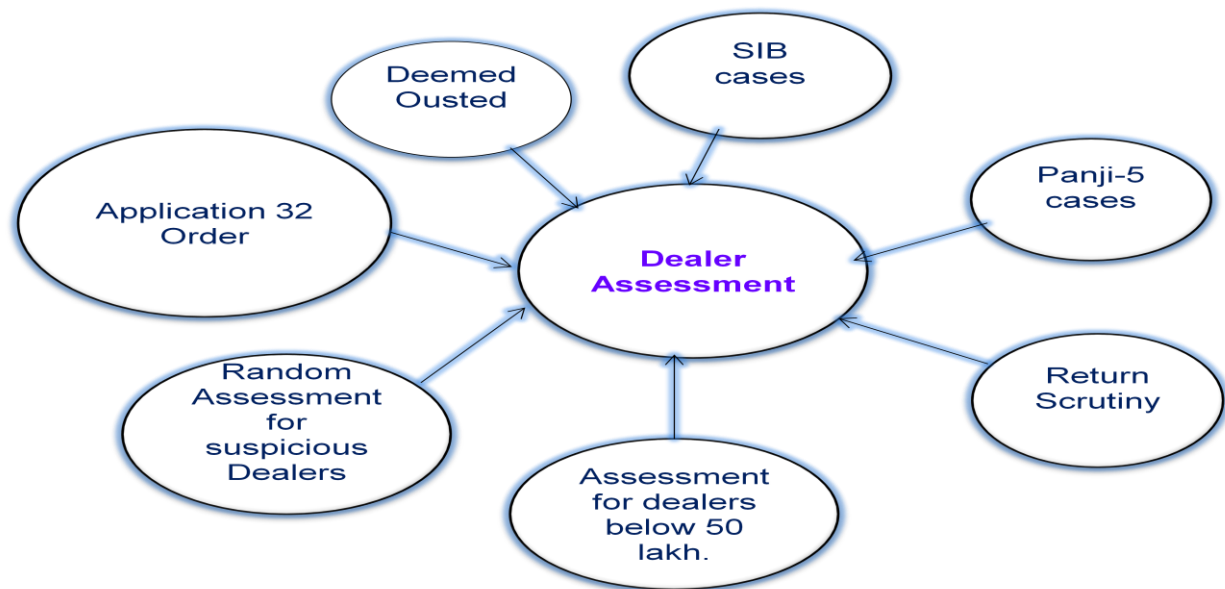 SIB
cases
Deemed
Ousted
Panji-5
cases
Application 32
Order
Dealer
Assessment
Random
Assessment
for
suspicious
Dealers
Return
Scrutiny
Assessment
for dealers
below 50
lakh.